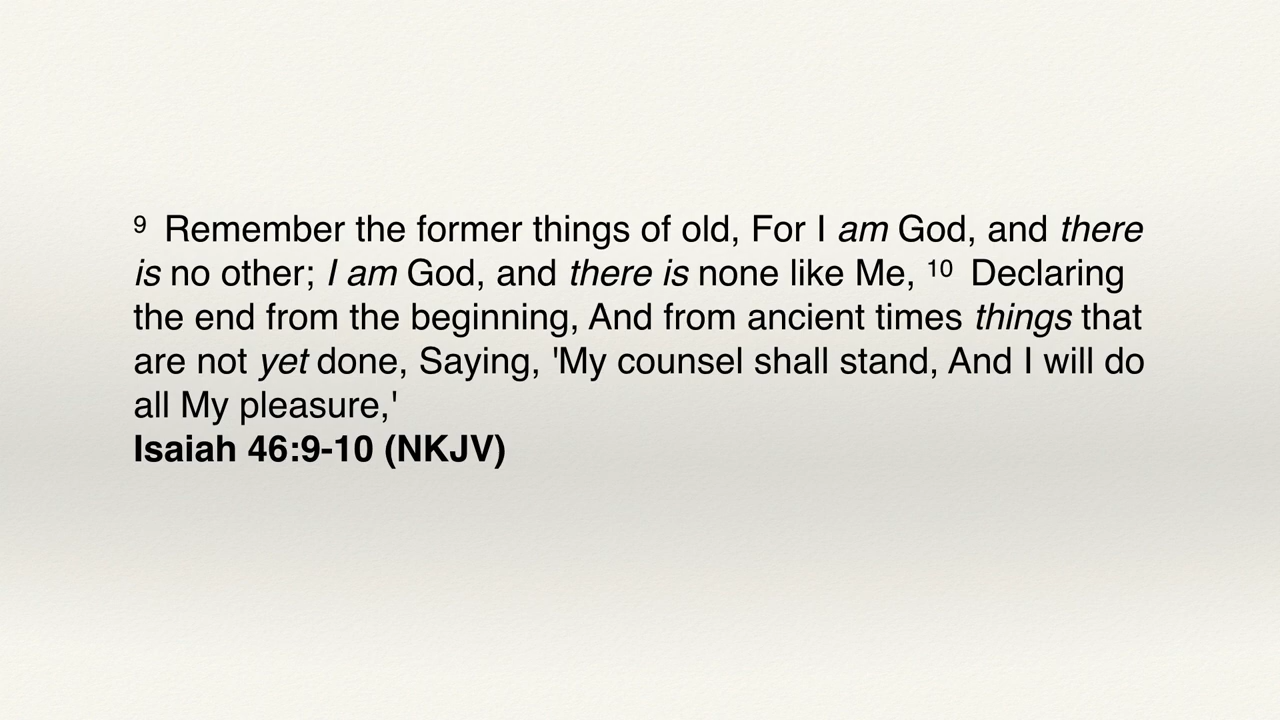 9 Remember the former things of old, For I am God, and there
is no other; I am God, and there is none like Me, 10 Declaring
the end from the beginning, And from ancient times things that
are not yet done, Saying, 'My counsel shall stand, And I will do
all My pleasure,'
Isaiah 46:9-10 (NKJV)